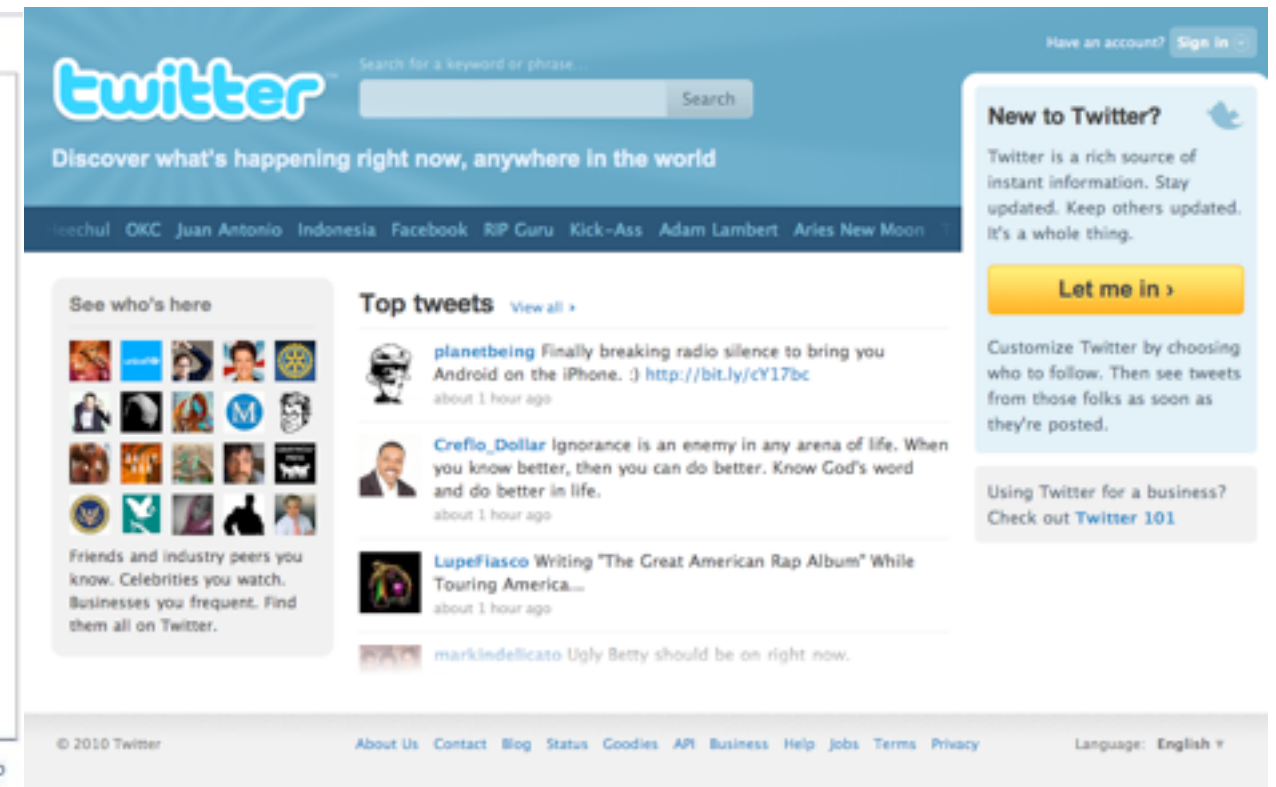 Have an account? Sign in
twitter
Search for a keyword or phrase...
Search
Discover what's happening right now, anywhere in the world
eechul OKC Juan Antonio Indonesia Facebook RIP Guru Kick-Ass Adam Lambert Aries New Moon T
See who's here
unicef
M
Friends and industry peers you
know. Celebrities you watch.
Businesses you frequent. Find
them all on Twitter.
Top tweets View all ›
planetbeing Finally breaking radio silence to bring you
Android on the iPhone. :) http://bit.ly/cY17bc
about 1 hour ago
Creflo_Dollar Ignorance is an enemy in any arena of life. When
you know better, then you can do better. Know God's word
and do better in life.
about 1 hour ago
LupeFiasco Writing "The Great American Rap Album" While
Touring America...
about 1 hour ago
markindelicato Ugly Betty should be on right now.
New to Twitter?
Twitter is a rich source of
instant information. Stay
updated. Keep others updated.
It's a whole thing.
Let me in ›
Customize Twitter by choosing
who to follow. Then see tweets
from those folks as soon as
they're posted.
Using Twitter for a business?
Check out Twitter 101
© 2010 Twitter
About Us Contact Blog Status Goodies API Business Help Jobs Terms Privacy
Language: English